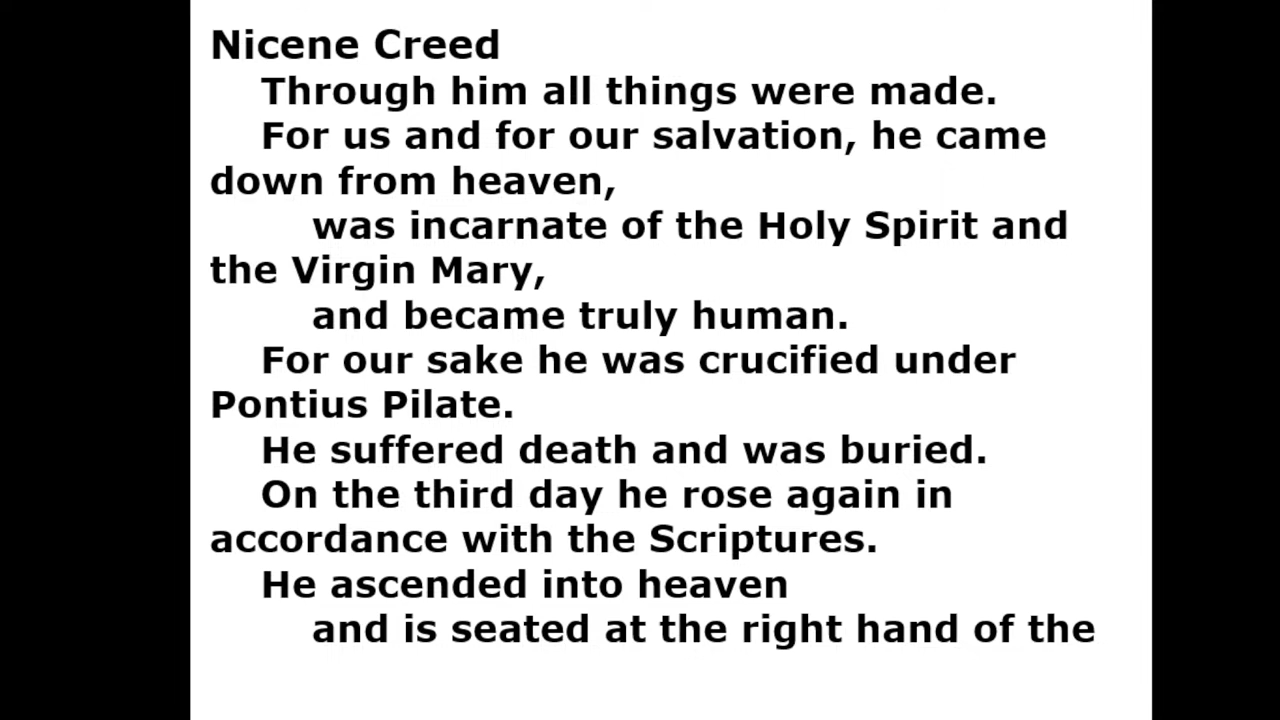 Nicene Creed
Through him all things were made.
For us and for our salvation, he came
down from heaven,
was incarnate of the Holy Spirit and
the Virgin Mary,
and became truly human.
For our sake he was crucified under
Pontius Pilate.
He suffered death and was buried.
On the third day he rose again in
accordance with the Scriptures.
He ascended into heaven
and is seated at the right hand of the